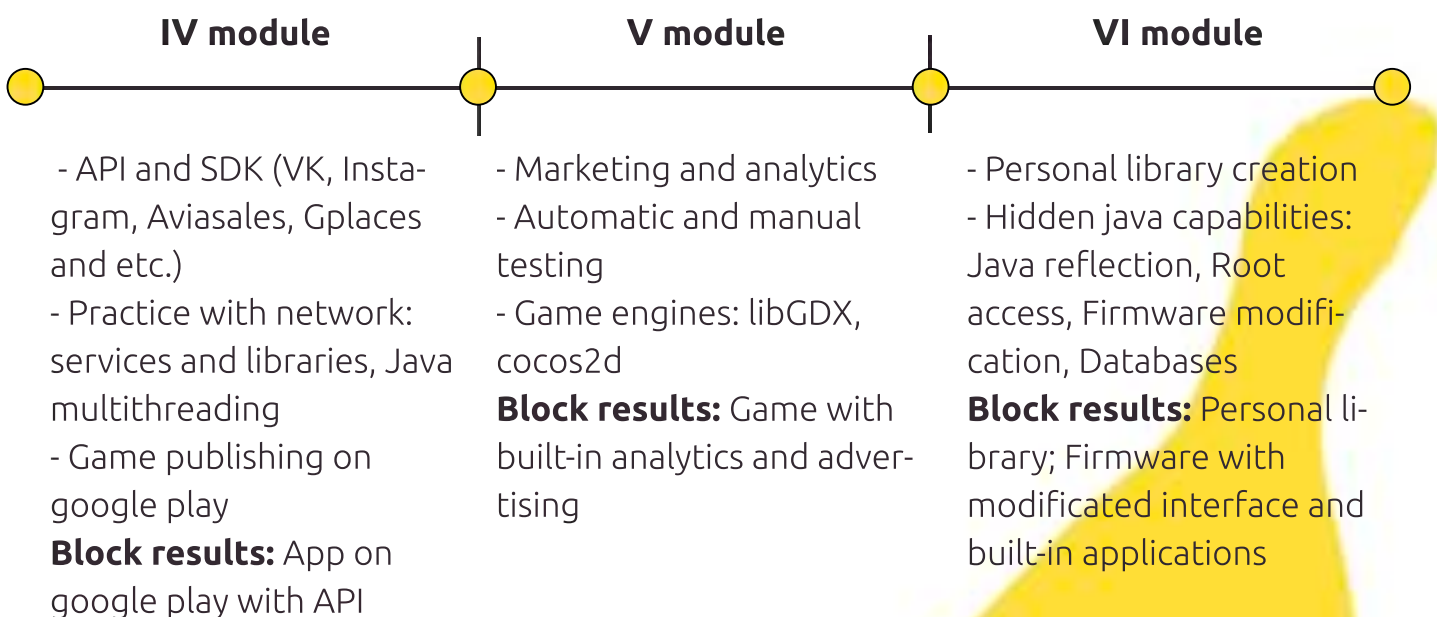 IV module
- API and SDK (VK, Insta-
gram, Aviasales, Gplaces
and etc.)
- Practice with network:
services and libraries, Java
multithreading
- Game publishing on
google play
Block results: App on
google play with API
V module
- Marketing and analytics
- Automatic and manual
testing
- Game engines: libGDX,
cocos2d
Block results: Game with
built-in analytics and adver-
tising
VI module
- Personal library creation
- Hidden java capabilities:
Java reflection, Root
access, Firmware modifi-
cation, Databases
Block results: Personal li-
brary; Firmware with
modificated interface and
built-in applications